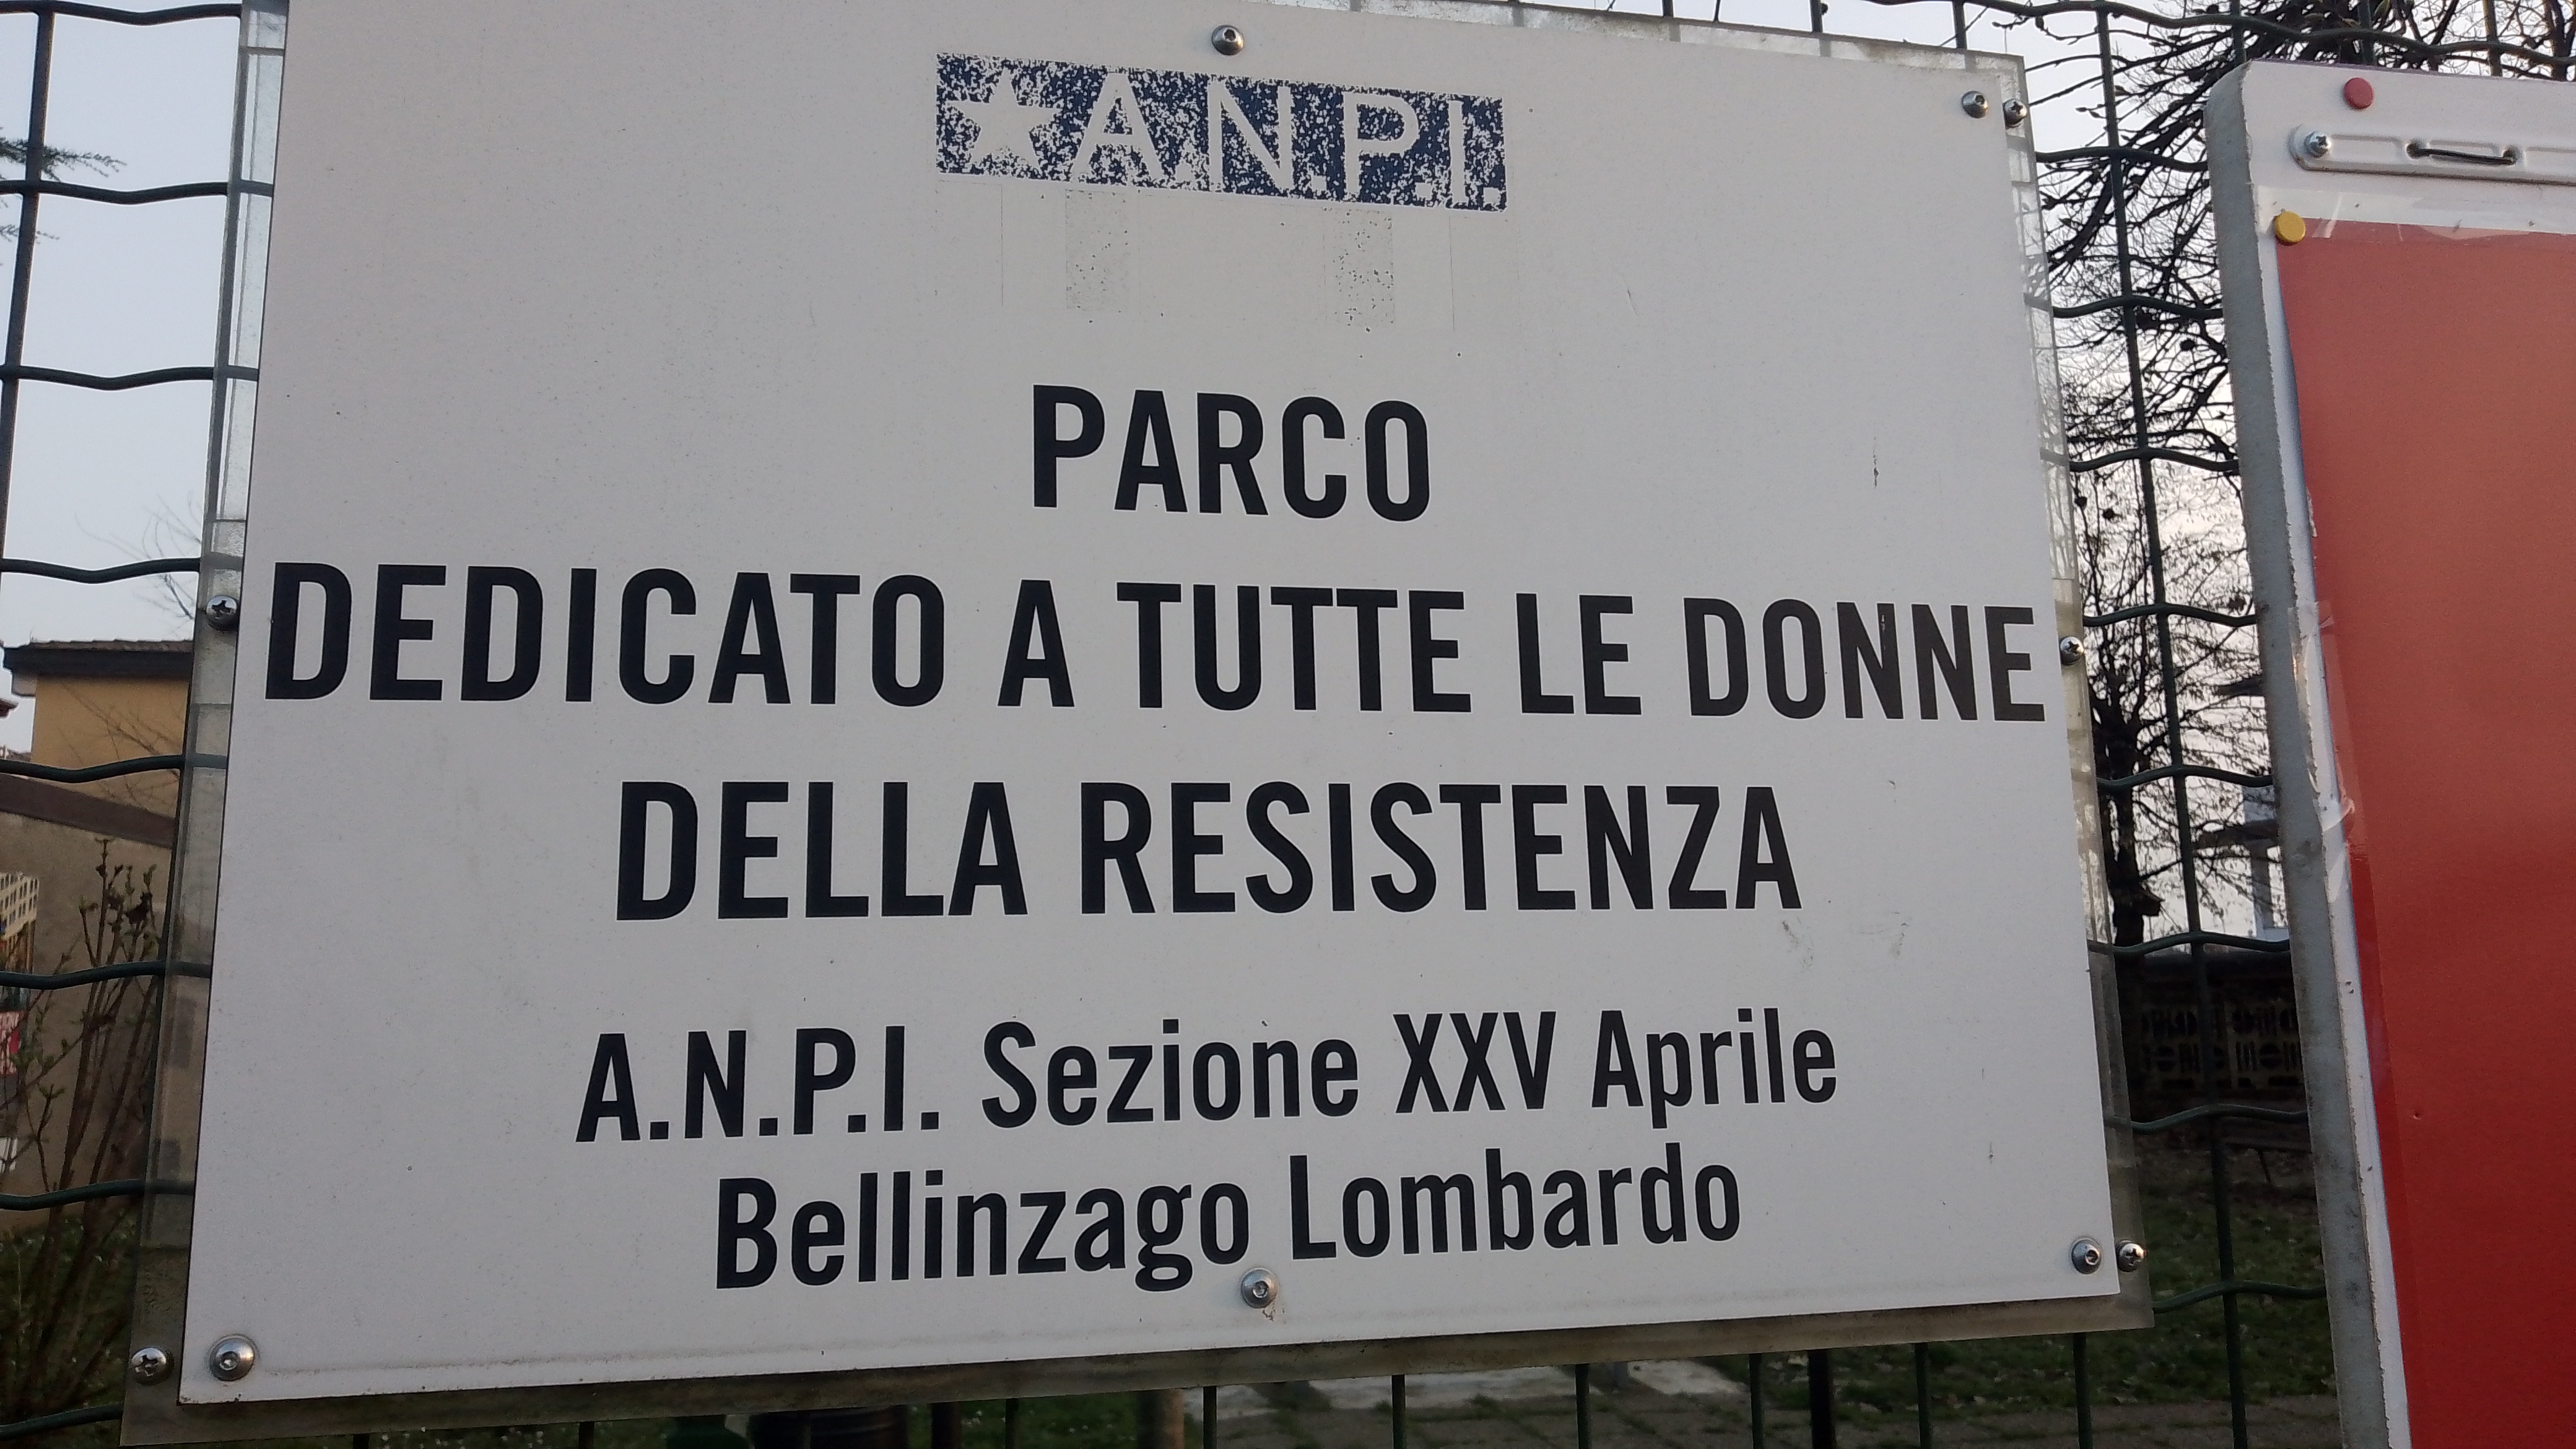 A.N.P.I.
PARCO
DEDICATO A TUTTE LE DONNE
DELLA RESISTENZA
A.N.P.I. Sezione XXV Aprile
Bellinzago Lombardo